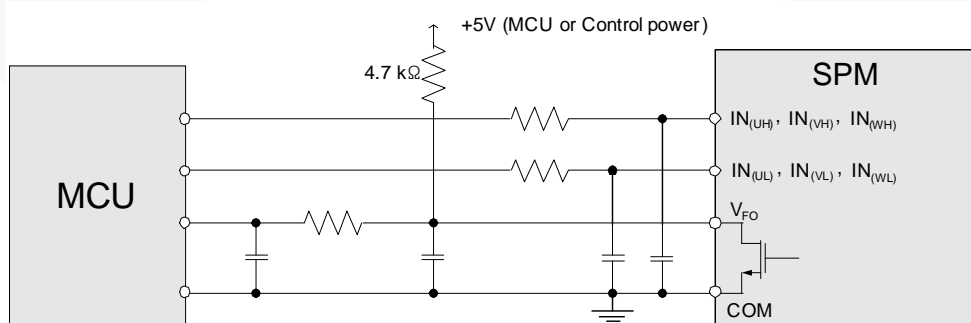 +5V (MCU or Control power)
4.7 kΩ
SPM
IN(UH), IN(VH), IN(WH)
MCU
IN(UL), IN(VL), IN(WL)
VFO
COM